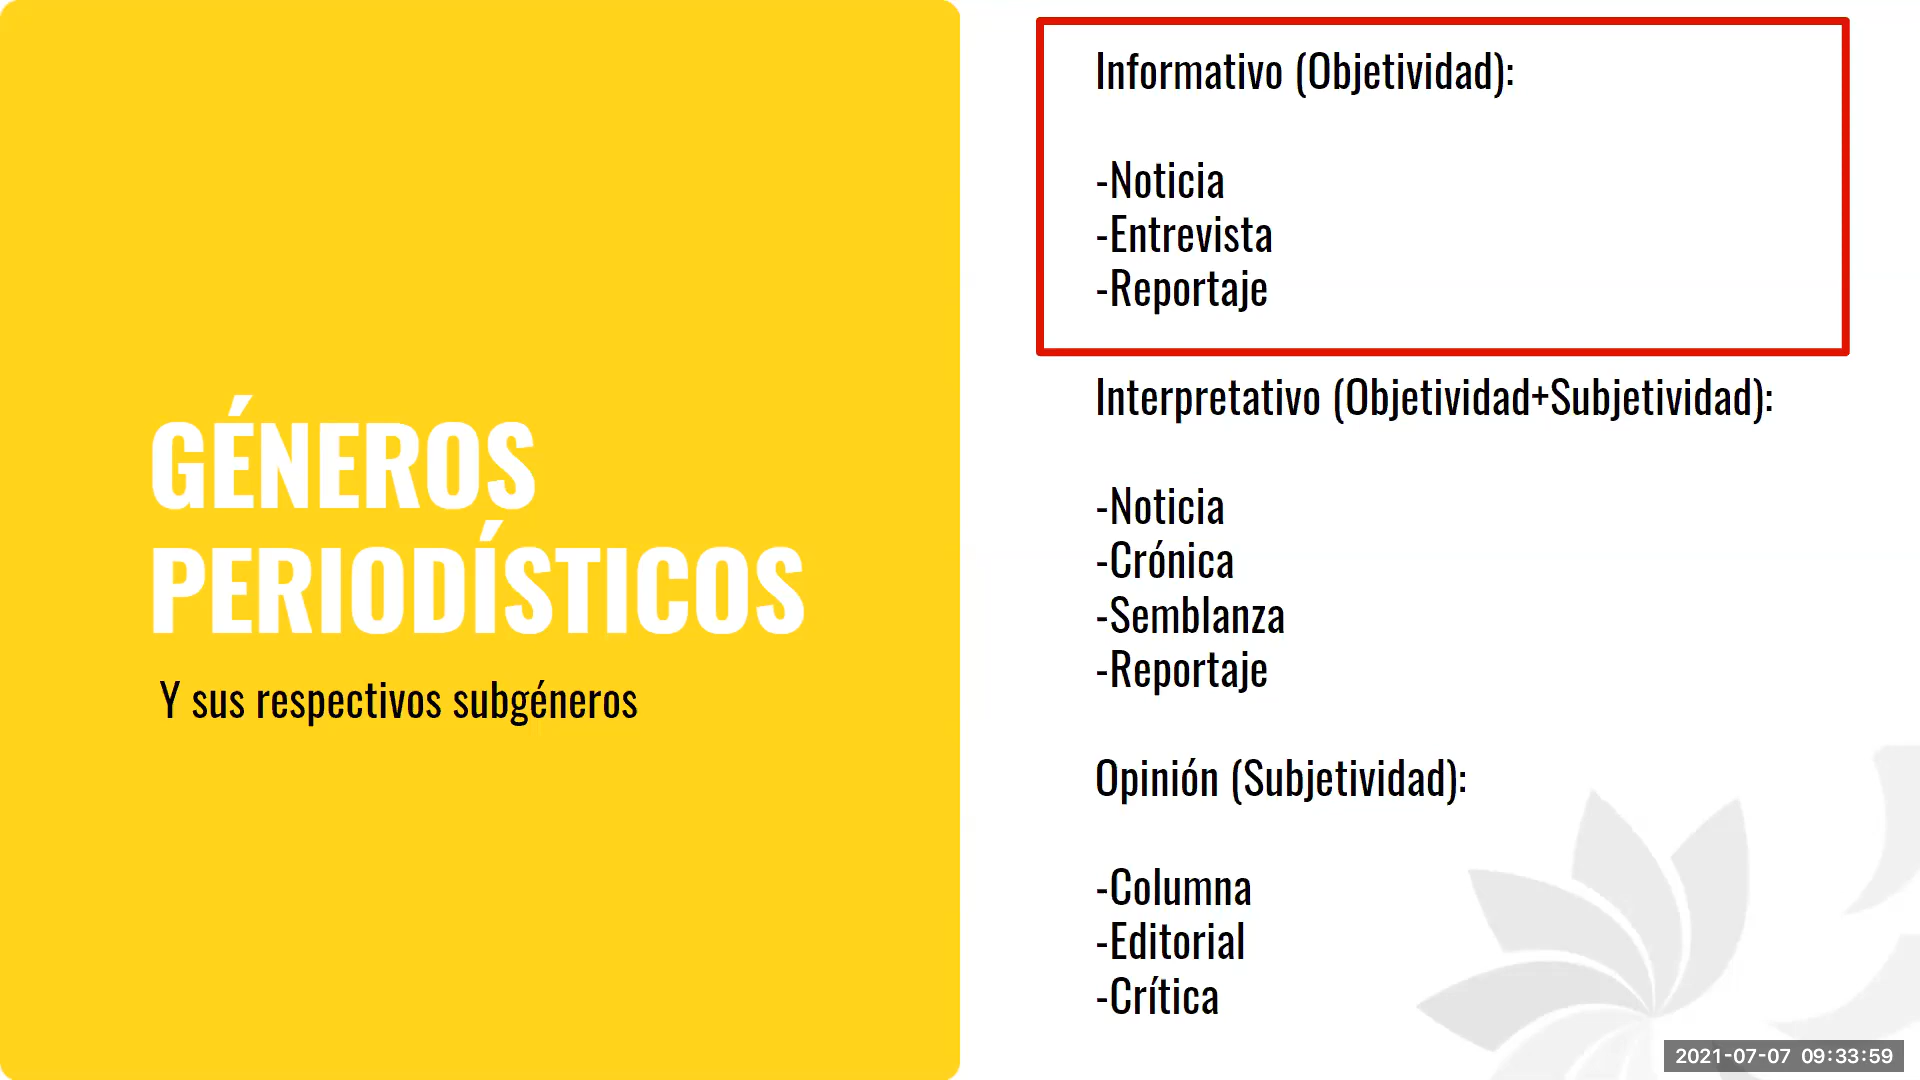 GÉNEROS
PERIODÍSTICOS
Y sus respectivos subgéneros
Informativo (Objetividad):
-Noticia
-Entrevista
-Reportaje
Interpretativo (Objetividad+Subjetividad):
-Noticia
-Crónica
-Semblanza
-Reportaje
Opinión (Subjetividad):
-Columna
-Editorial
-Crítica
2021-07-07 09:33:59